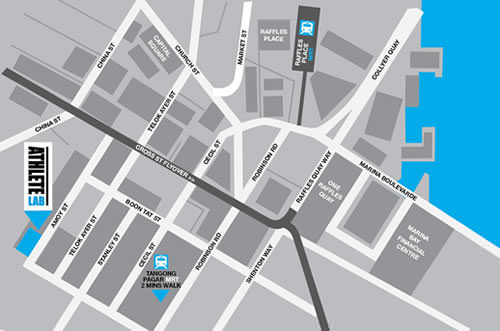 CHINA ST
CAPITAL
SQUARE
CHURCH ST
MARKET ST
RAFFLES
PLACE
RAFFLES
PLACE
MRT
COLLYER QUAY
TELOK AYER ST
CHINA ST
CROSS ST FLYOVER
CECIL ST
ROBINSON RD
RAFFLES QUAY WAY
ONE
RAFFLES
QUAY
MARINA BOULEVARDE
MARINA
BAY
FINANCIAL
CENTRE
ATHLETE
LAB
AMOY ST
BOON TAT ST
TELOK AYER ST
STANLEY ST
CECIL ST
ROBINSON RD
SHENTON WAY
TANGONG
PAGAR MRT
2 MINS WALK